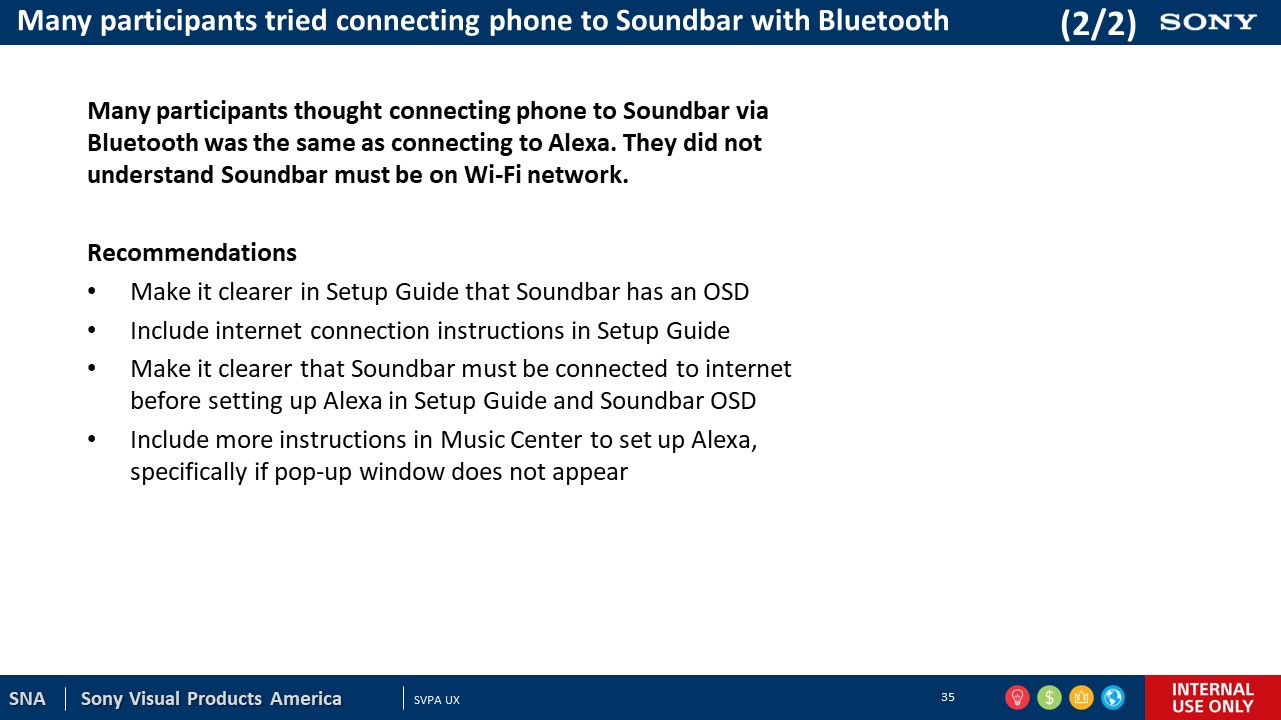 Many participants tried connecting phone to Soundbar with Bluetooth (2/2) SONY
Many participants thought connecting phone to Soundbar via
Bluetooth was the same as connecting to Alexa. They did not
understand Soundbar must be on Wi-Fi network.
Recommendations
• Make it clearer in Setup Guide that Soundbar has an OSD
• Include internet connection instructions in Setup Guide
• Make it clearer that Soundbar must be connected to internet
before setting up Alexa in Setup Guide and Soundbar OSD
• Include more instructions in Music Center to set up Alexa,
specifically if pop-up window does not appear
SNA | Sony Visual Products America | SVPA UX 35 $ INTERNAL
USE ONLY